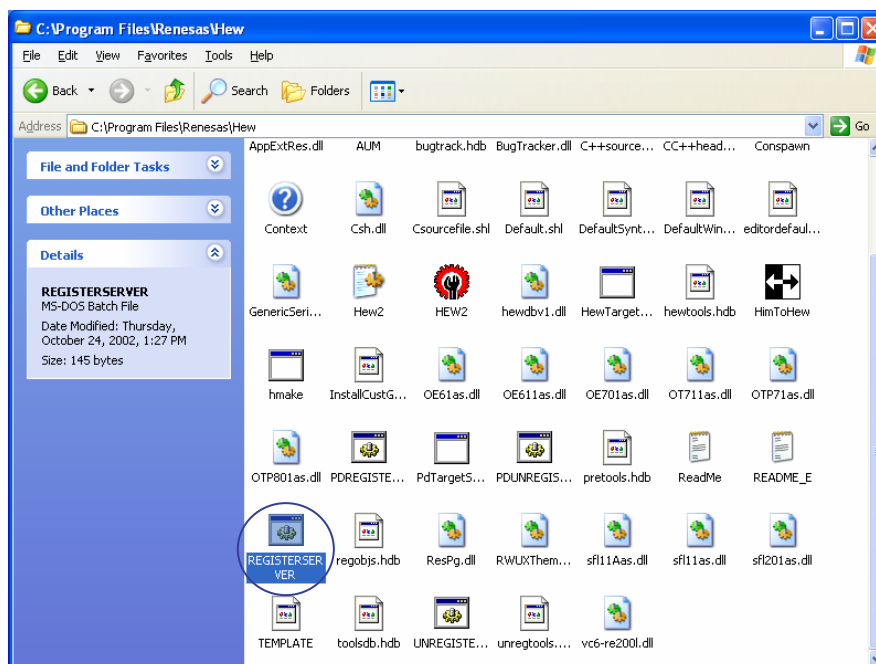 C:\Program Files\Renesas\Hew
File Edit View Favorites Tools Help
Back Search Folders
Address C:\Program Files\Renesas\Hew Go
File and Folder Tasks
Other Places
Details
REGISTERSERVER
MS-DOS Batch File
Date Modified: Thursday,
October 24, 2002, 1:27 PM
Size: 145 bytes
AppExtRes.dll AUM bugtrack.hdb BugTracker.dll C++source... CC++head... Conspawn
Context Csh.dll Csourcefile.shl Default.shl DefaultSynt... DefaultWin... editordefaul...
GenericSeri... Hew2 HEW2 hewdbv1.dll HewTarget... hewtools.hdb HimToHew
hmake InstallCustG... OE61as.dll OE611as.dll OE701as.dll OT711as.dll OTP71as.dll
OTP801as.dll PDREGISTE... PdTargetS... PDUNREGIS... pretools.hdb ReadMe README_E
REGISTERSER
VER regobjs.hdb ResPg.dll RWUXThem... sfl11Aas.dll sfl11as.dll sfl201as.dll
TEMPLATE toolsdb.hdb UNREGISTE... unregtools.... vc6-re200l.dll